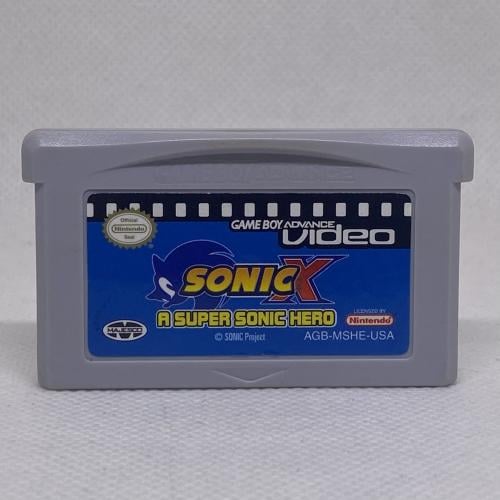 Official
Nintendo
Seal
GAME BOY ADVANCE
video
SONIC X
A SUPER SONIC HERO
© SONIC Project
MAJESCO
LICENSED BY
Nintendo
AGB-MSHE-USA